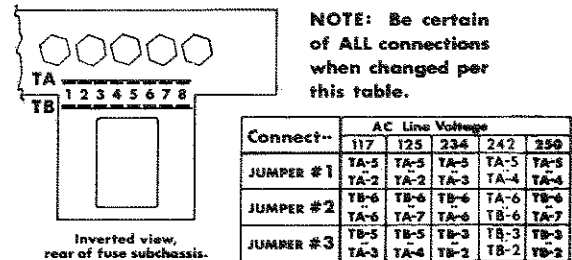 NOTE: Be certain
of ALL connections
when changed per
this table.
TA
1 2 3 4 5 6 7 8
TB
Inverted view,
rear of fuse subchassis.
Connect-- AC Line Voltage
117 125 234 242 250
JUMPER #1 TA-5 TA-5 TA-5 TA-5 TA-5
TA-2 TA-2 TA-3 TA-4 TA-4
JUMPER #2 TB-6 TB-6 TB-6 TA-6 TB-6
TA-6 TA-7 TA-6 TB-6 TA-7
JUMPER #3 TB-5 TB-5 TB-3 TB-3 TB-3
TA-3 TA-4 TB-2 TB-2 TB-2